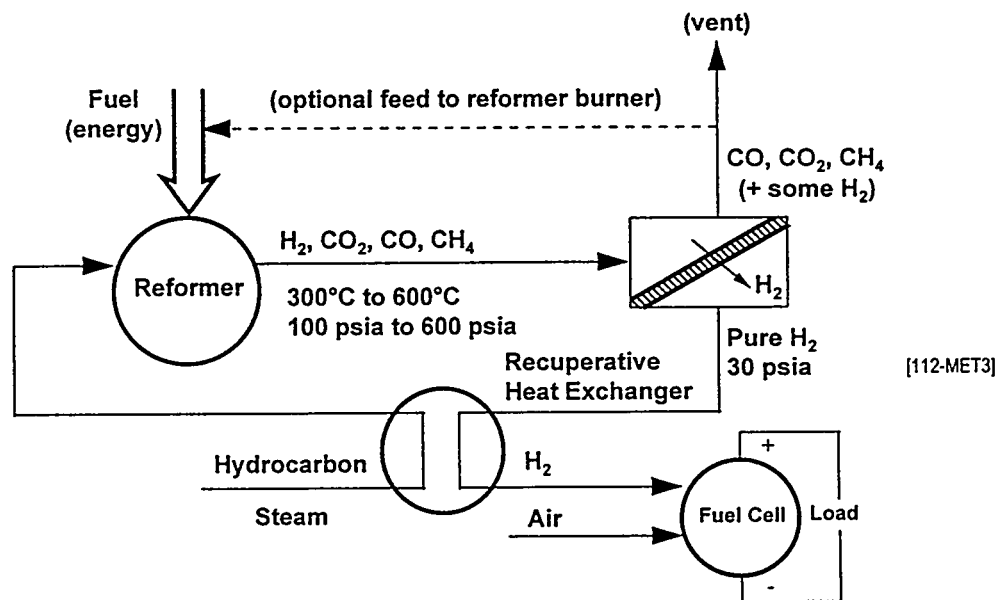 (vent)
Fuel
(energy)
(optional feed to reformer burner)
CO, CO₂, CH₄
(+ some H₂)
H₂, CO₂, CO, CH₄
Reformer
300°C to 600°C
100 psia to 600 psia
H₂
Pure H₂
30 psia
[112-MET3]
Recuperative
Heat Exchanger
Hydrocarbon
Steam
H₂
Air
+
Fuel Cell
Load
-